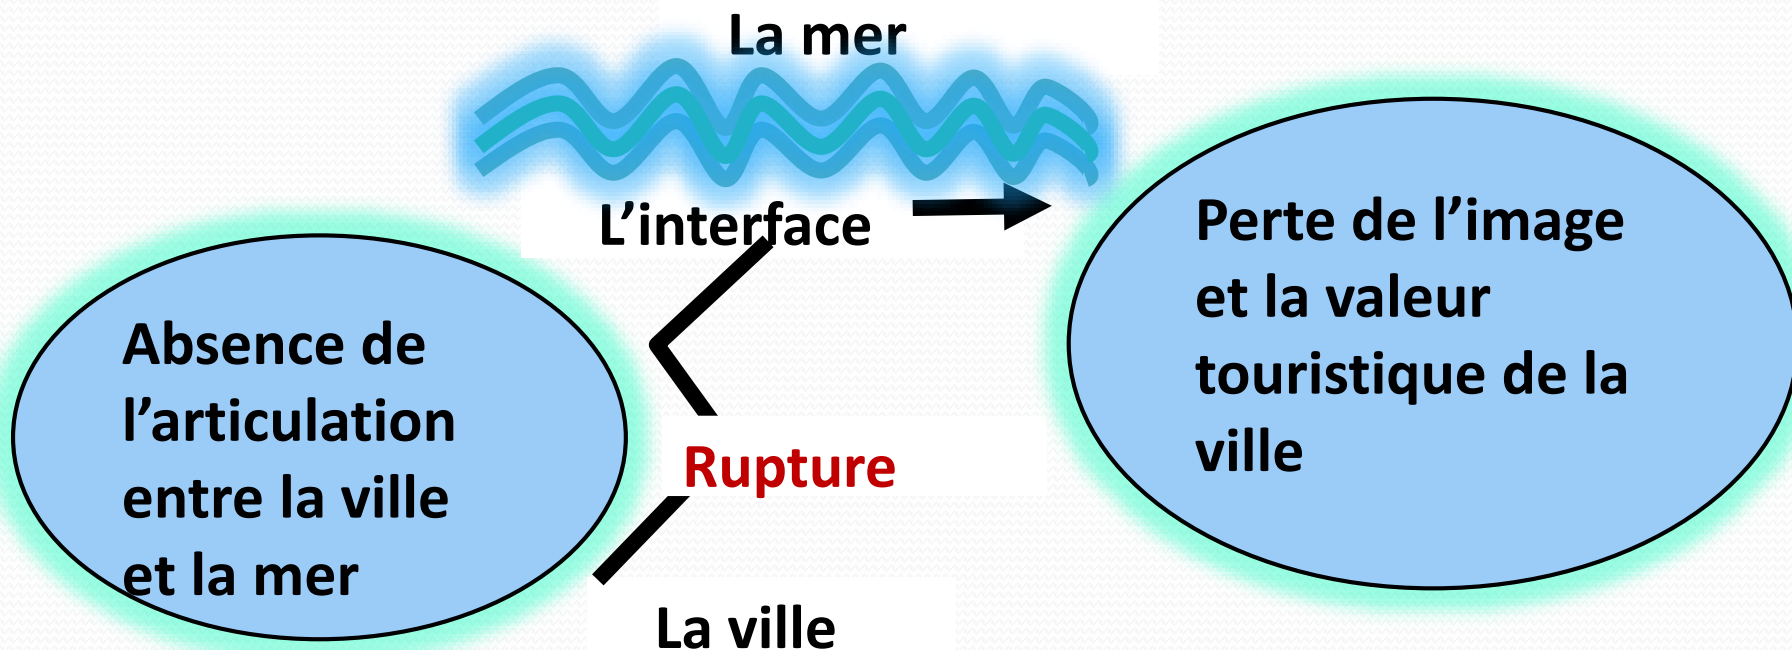 La mer
L’interface
Absence de
l’articulation
entre la ville
et la mer
Rupture
La ville
Perte de l’image
et la valeur
touristique de la
ville